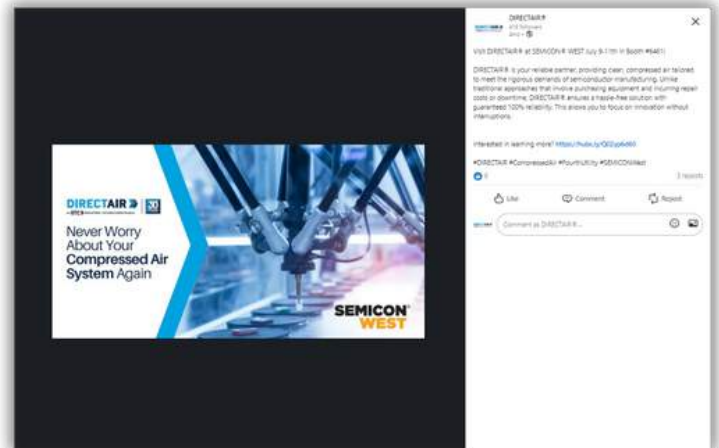 DIRECTAIR
Never Worry
About Your
Compressed Air
System Again
SEMICON
WEST
DIRECTAIR®
Visit DIRECTAIR® at SEMICON® WEST July 9-11th in Booth #6461!
DIRECTAIR® is your reliable partner, providing clean, compressed air tailored
to meet the rigorous demands of semiconductor manufacturing. Unlike
traditional approaches that involve purchasing equipment and incurring repair
costs or downtime, DIRECTAIR® ensures a hassle-free solution with
guaranteed 100% reliability. This allows you to focus on innovation without
interruptions.
Interested in learning more?
#DIRECTAIR #CompressedAir #FourthUtility #SEMICONWest
3 reposts
Like Comment Repost
Comment as DIRECTAIR®...